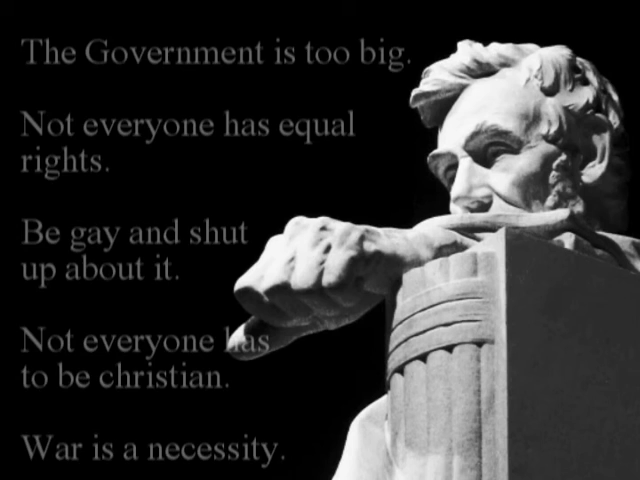 The Government is too big.
Not everyone has equal
rights.
Be gay and shut
up about it.
Not everyone has
to be christian.
War is a necessity.